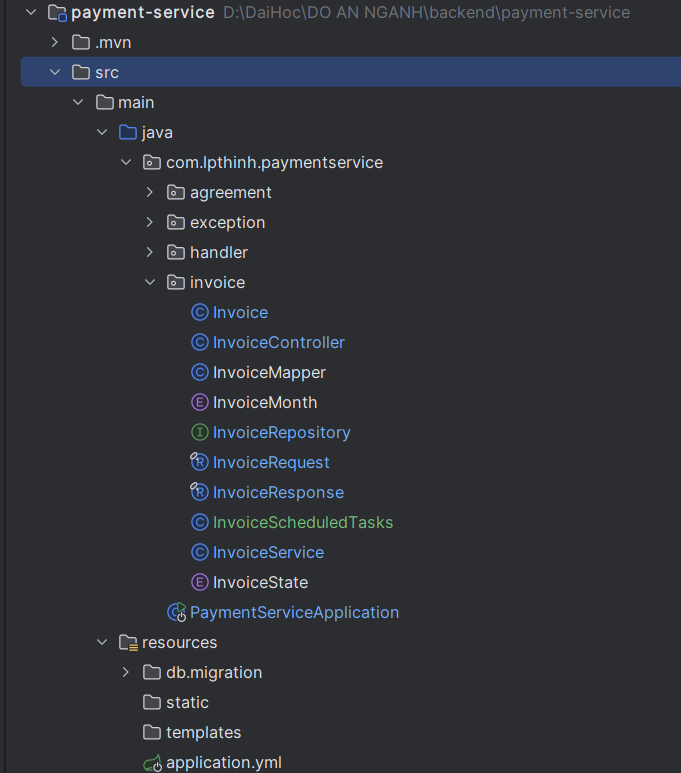 payment-service D:\DaiHoc\DO AN NGANH\backend\payment-service
.mvn
src
main
java
com.lpthinh.paymentservice
agreement
exception
handler
invoice
Invoice
InvoiceController
InvoiceMapper
InvoiceMonth
InvoiceRepository
InvoiceRequest
InvoiceResponse
InvoiceScheduledTasks
InvoiceService
InvoiceState
PaymentServiceApplication
resources
db.migration
static
templates
application.yml